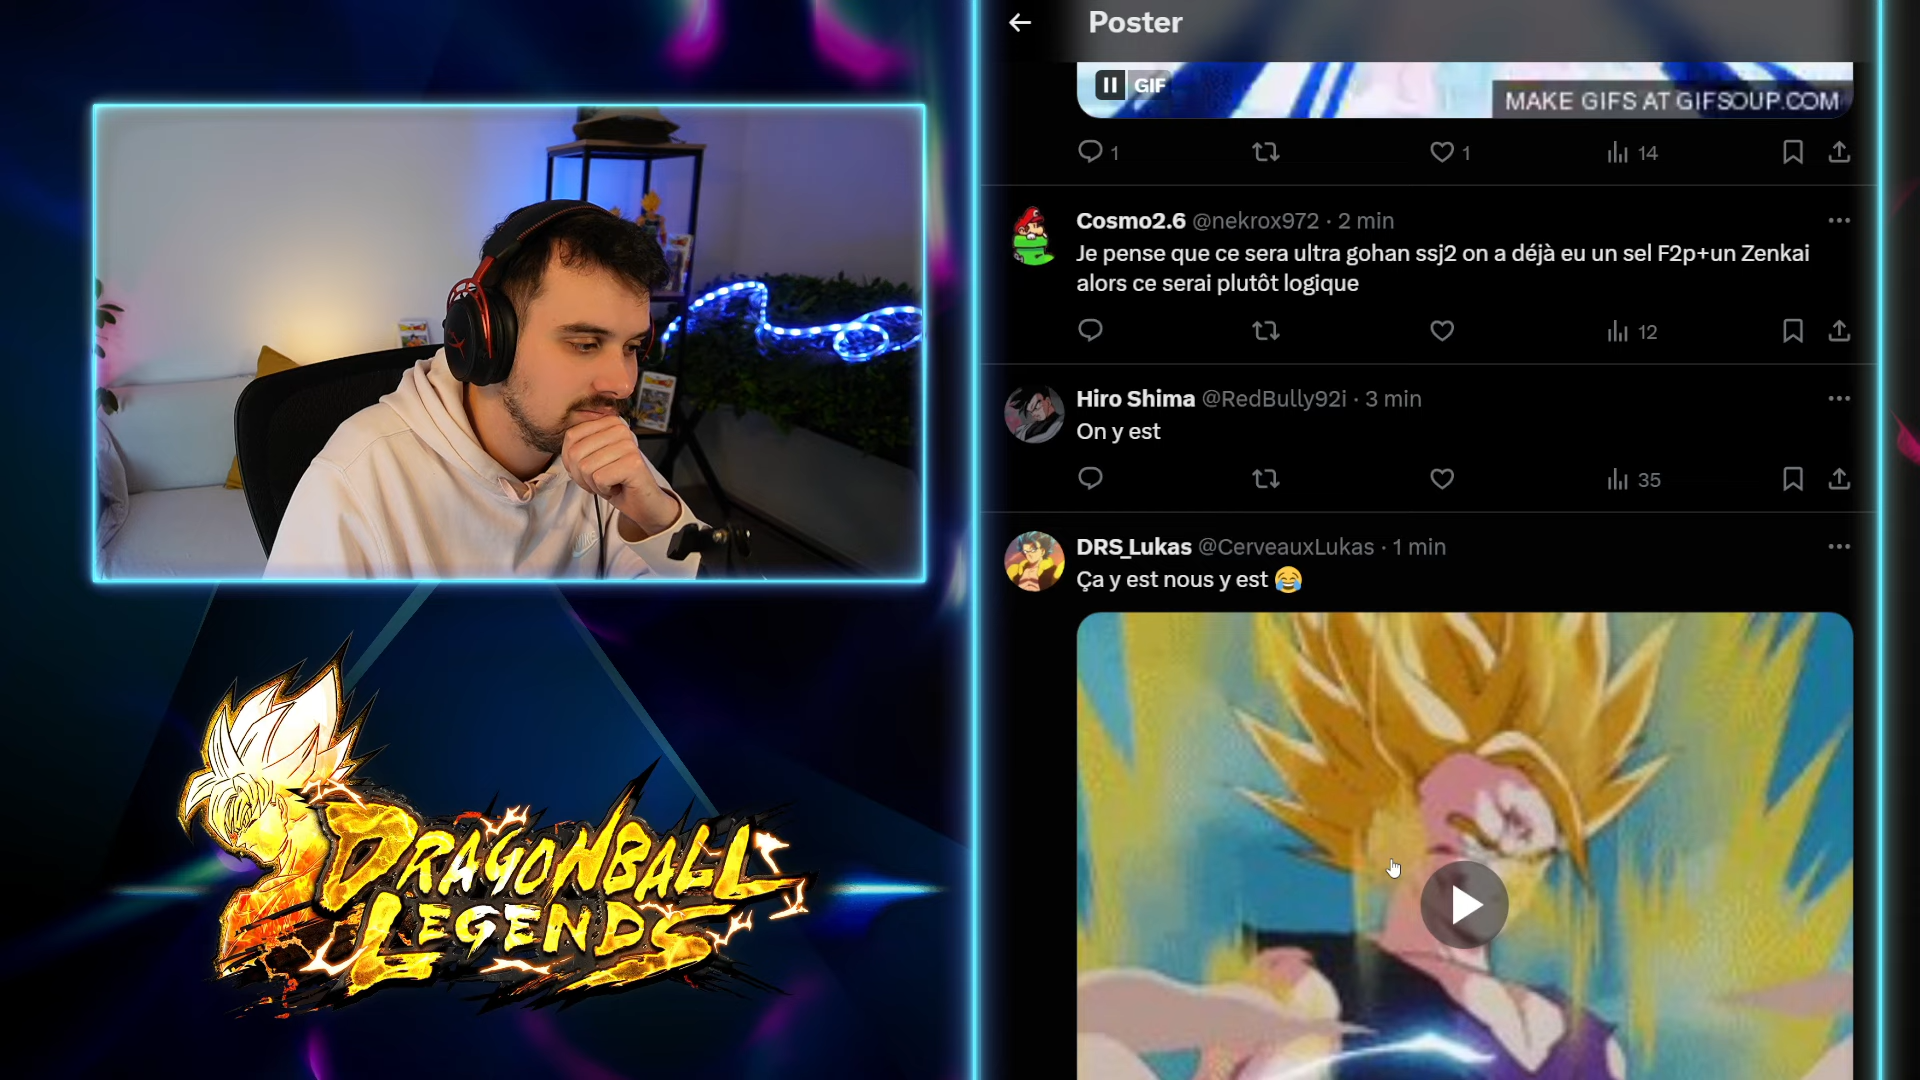 Poster
GIF
MAKE GIFS AT GIFSOUP.COM
1
1
14
Cosmo2.6 @nekrox972 · 2 min
Je pense que ce sera ultra gohan ssj2 on a déjà eu un sel F2p+un Zenkai
alors ce serai plutôt logique
12
Hiro Shima @RedBully92i · 3 min
On y est
35
DRS_Lukas @CerveauxLukas · 1 min
Ça y est nous y est 😂
DRAGONBALL
LEGENDS